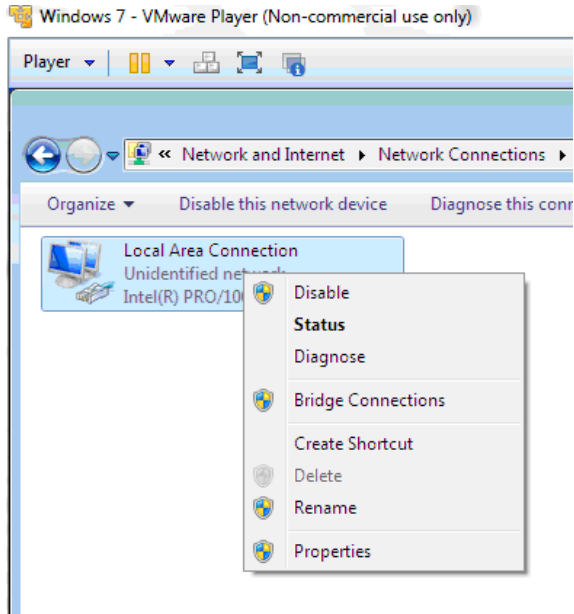 Windows 7 - VMware Player (Non-commercial use only)
Player
« Network and Internet Network Connections
Organize Disable this network device Diagnose this conn
Local Area Connection
Unidentified network
Intel(R) PRO/100
Disable
Status
Diagnose
Bridge Connections
Create Shortcut
Delete
Rename
Properties